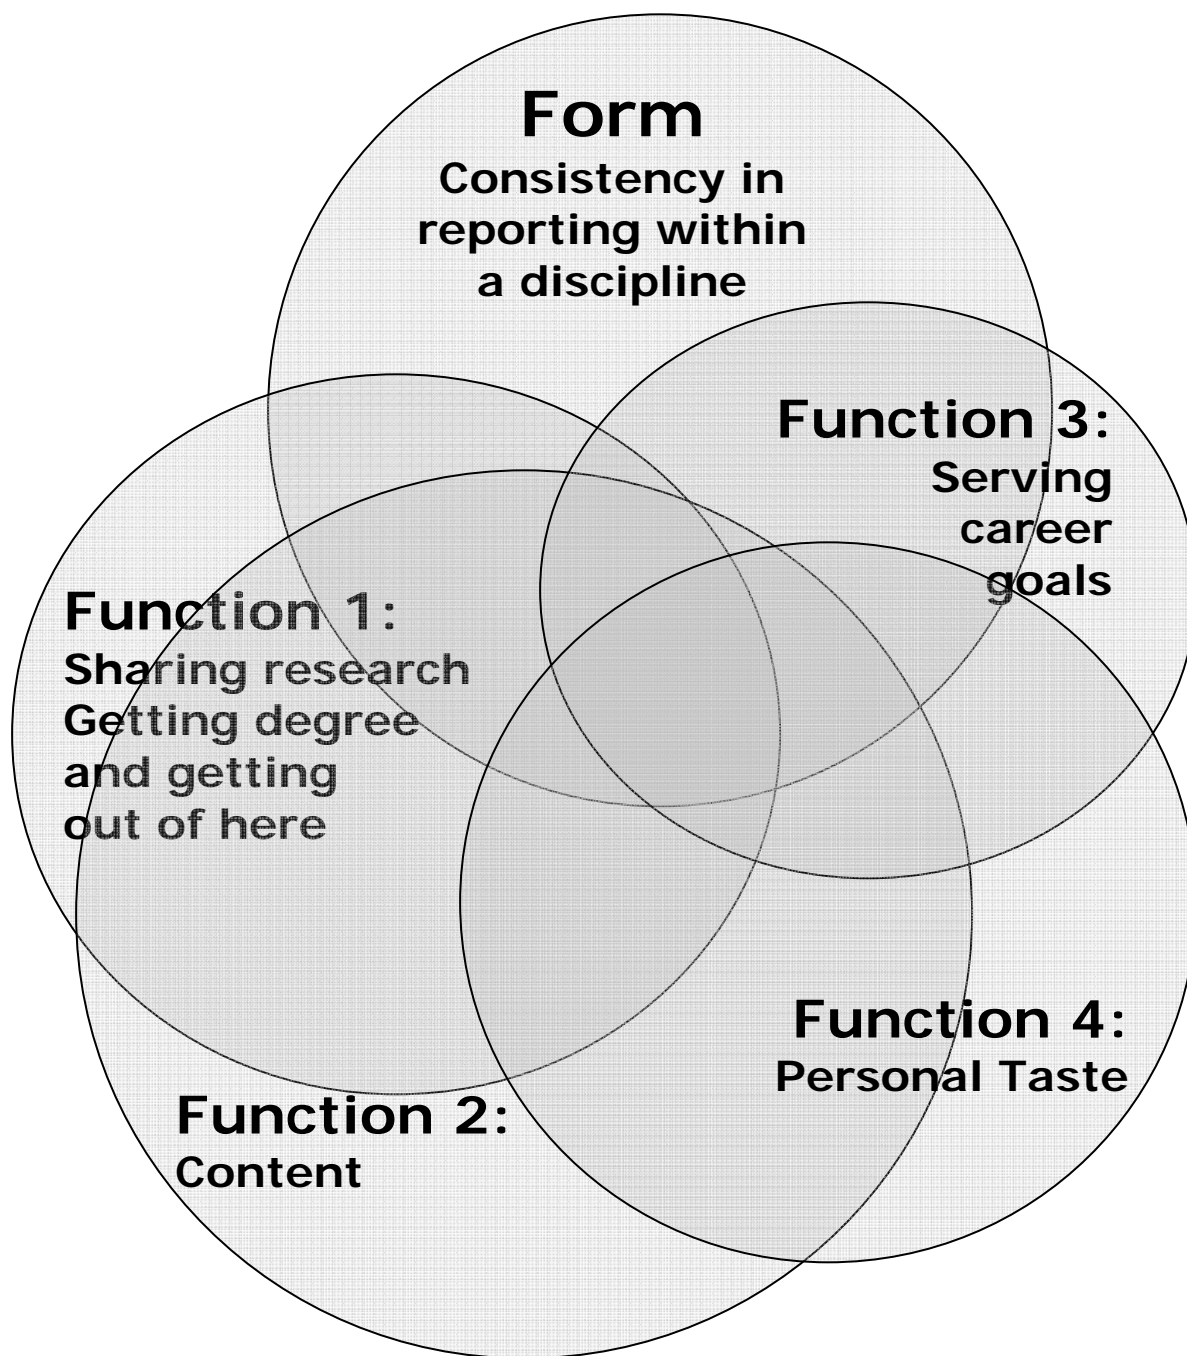 Form
Consistency in
reporting within
a discipline
Function 3:
Serving
career
goals
Function 1:
Sharing research
Getting degree
and getting
out of here
Function 4:
Personal Taste
Function 2:
Content